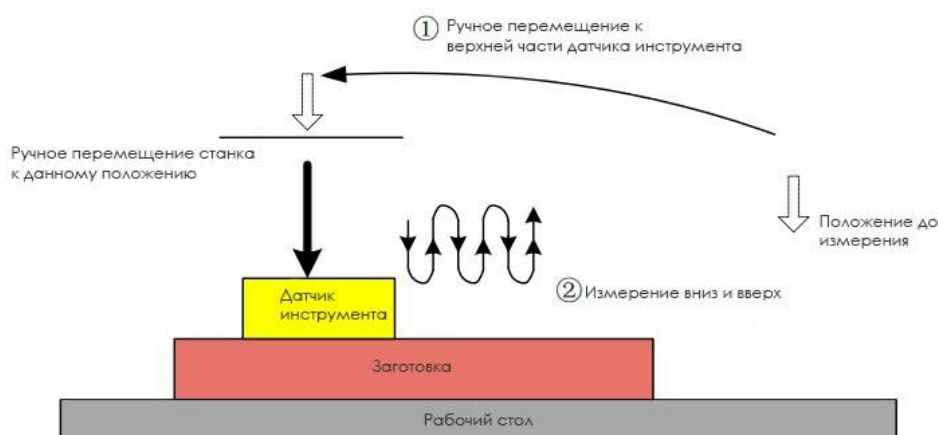 ① Ручное перемещение к
верхней части датчика инструмента
Ручное перемещение станка
к данному положению
Положение до
измерения
② Измерение вниз и вверх
Датчик
инструмента
Заготовка
Рабочий стол